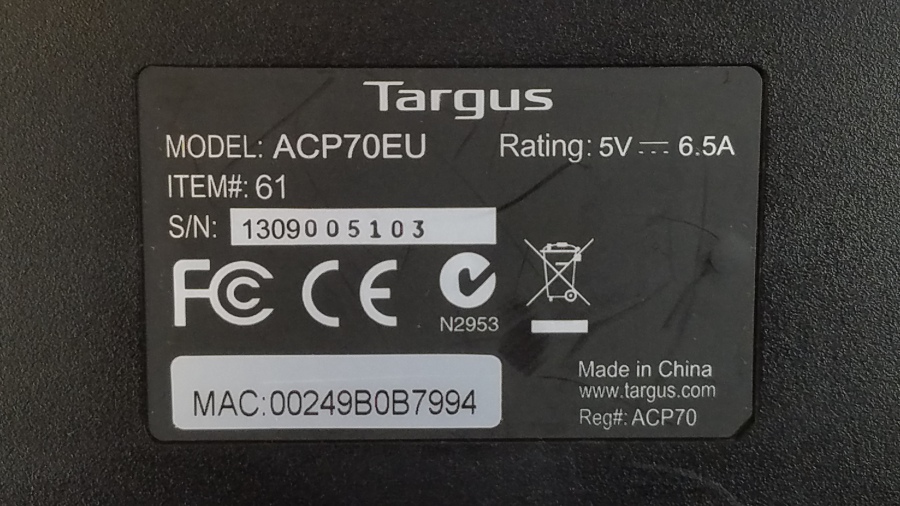 Targus
MODEL: ACP70EU Rating: 5V ⎓ 6.5A
ITEM#: 61
S/N: 1309005103
FC CE
N2953
MAC:00249B0B7994
Made in China
www.targus.com
Reg#: ACP70